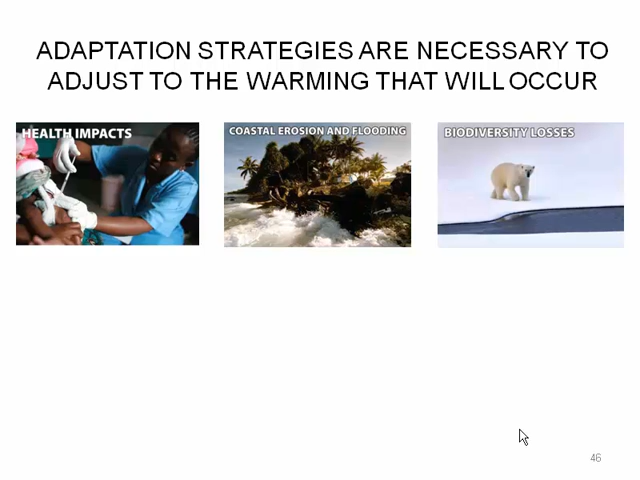 ADAPTATION STRATEGIES ARE NECESSARY TO
ADJUST TO THE WARMING THAT WILL OCCUR
HEALTH IMPACTS
COASTAL EROSION AND FLOODING
BIODIVERSITY LOSSES
46